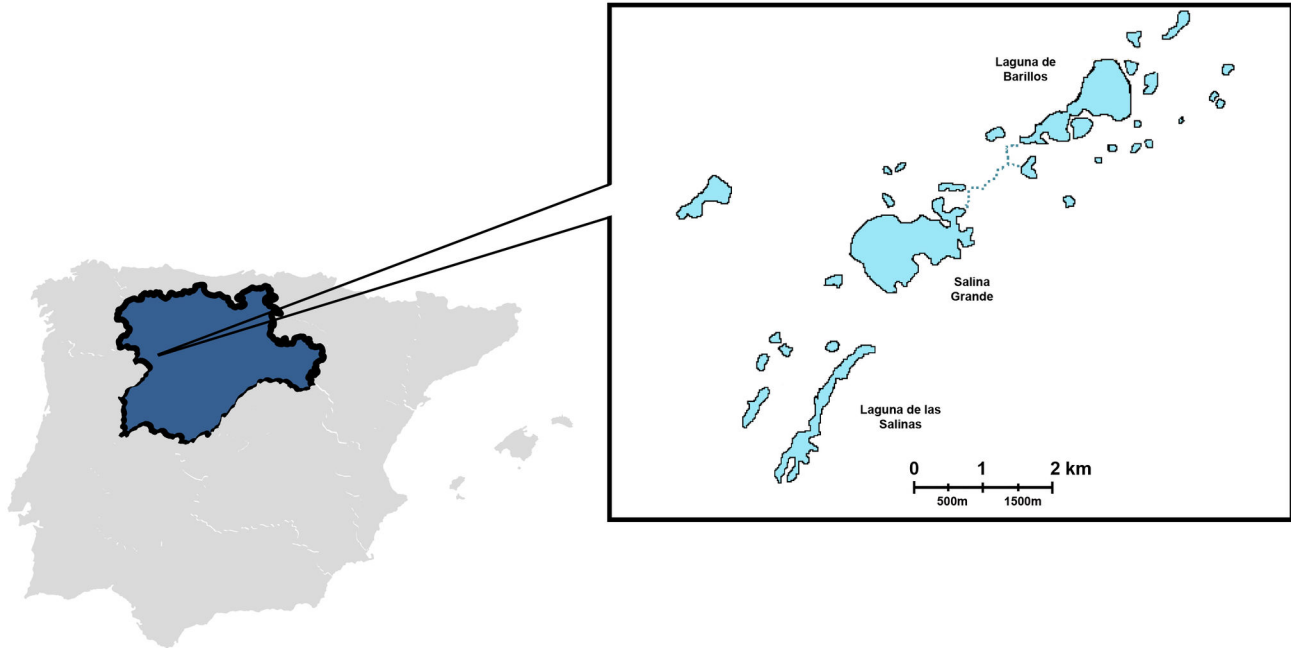 Laguna de
Barillos
Salina
Grande
Laguna de las
Salinas
0 1 2 km
500m 1500m